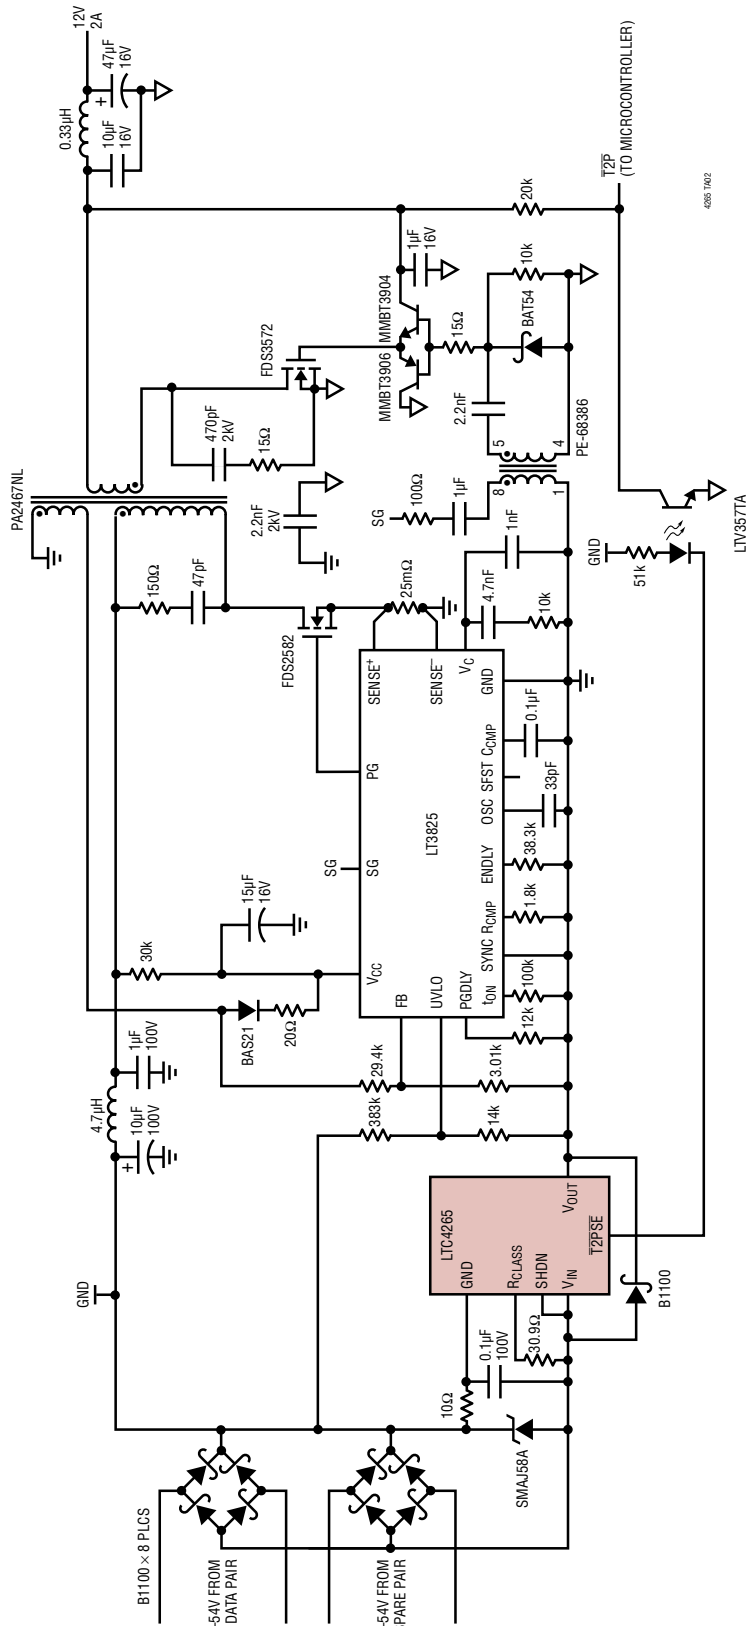 B1100 × 8 PLCS
-54V FROM
DATA PAIR
-54V FROM
SPARE PAIR
GND
4.7µH
+
10µF
100V
1µF
100V
10Ω
0.1µF
100V
SMAJ58A
30.9Ω
LTC4265
GND
RCLASS
SHDN
VIN
VOUT
T2PSE
B1100
383k
14k
29.4k
3.01k
BAS21
20Ω
30k
15µF
16V
SG
SG
VCC
FB
UVLO
PGDLY
tON
SYNC
RCMP
ENDLY
OSC
SFST
CCMP
GND
VC
SENSE–
SENSE+
PG
LT3825
12k
100k
1.8k
38.3k
33pF
0.1µF
10k
4.7nF
1nF
25mΩ
FDS2582
150Ω
47pF
PA2467NL
2.2nF
2kV
470pF
2kV
15Ω
FDS3572
SG
100Ω
1µF
8
1
5
4
PE-68386
2.2nF
MMBT3906
MMBT3904
15Ω
BAT54
10k
1µF
16V
20k
0.33µH
10µF
16V
+
47µF
16V
12V
2A
GND
51k
LTV357TA
T2P
(TO MICROCONTROLLER)
4265 TA02